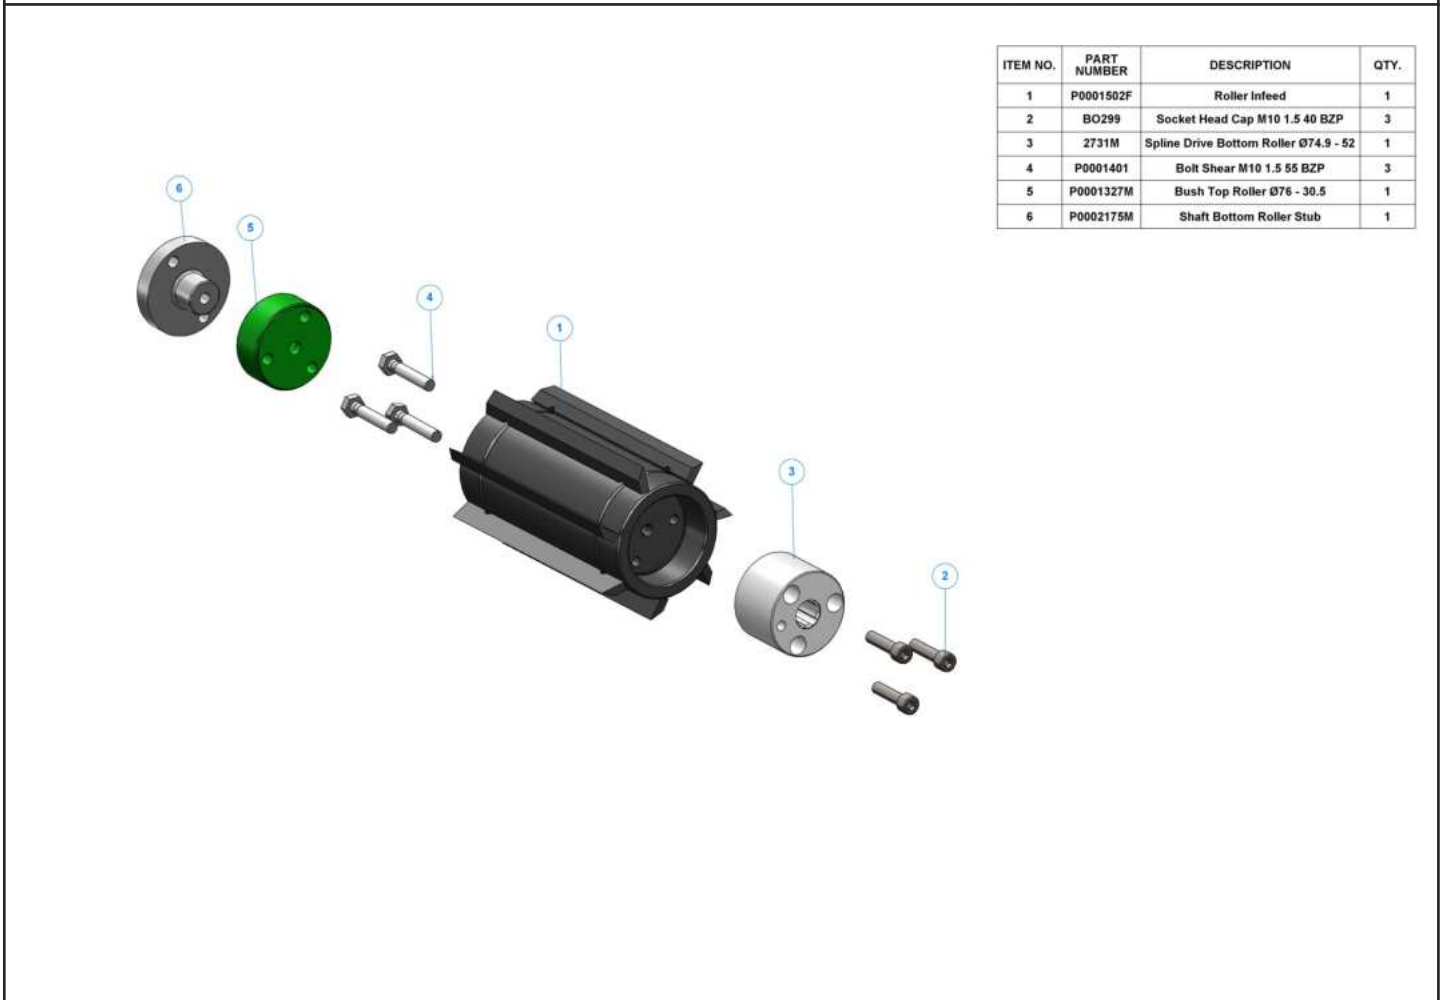 ITEM NO. PART NUMBER DESCRIPTION QTY.
1 P0001502F Roller Infeed 1
2 BO299 Socket Head Cap M10 1.5 40 BZP 3
3 2731M Spline Drive Bottom Roller Ø74.9 - 52 1
4 P0001401 Bolt Shear M10 1.5 55 BZP 3
5 P0001327M Bush Top Roller Ø76 - 30.5 1
6 P0002175M Shaft Bottom Roller Stub 1
6
5
4
1
3
2